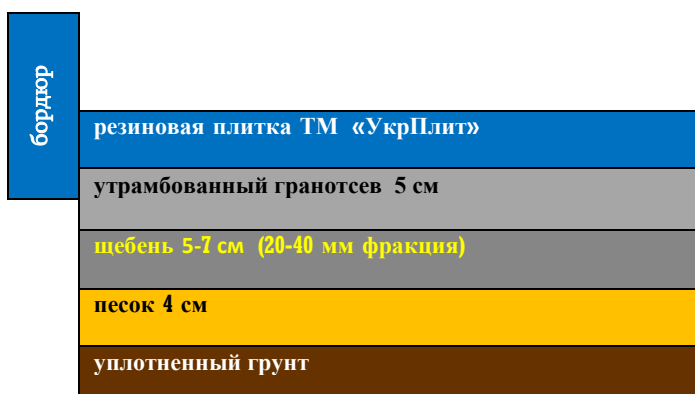 бордюр
резиновая плитка ТМ «УкрПлит»
утрамбованный гранотсев 5 см
щебень 5-7 см (20-40 мм фракция)
песок 4 см
уплотненный грунт